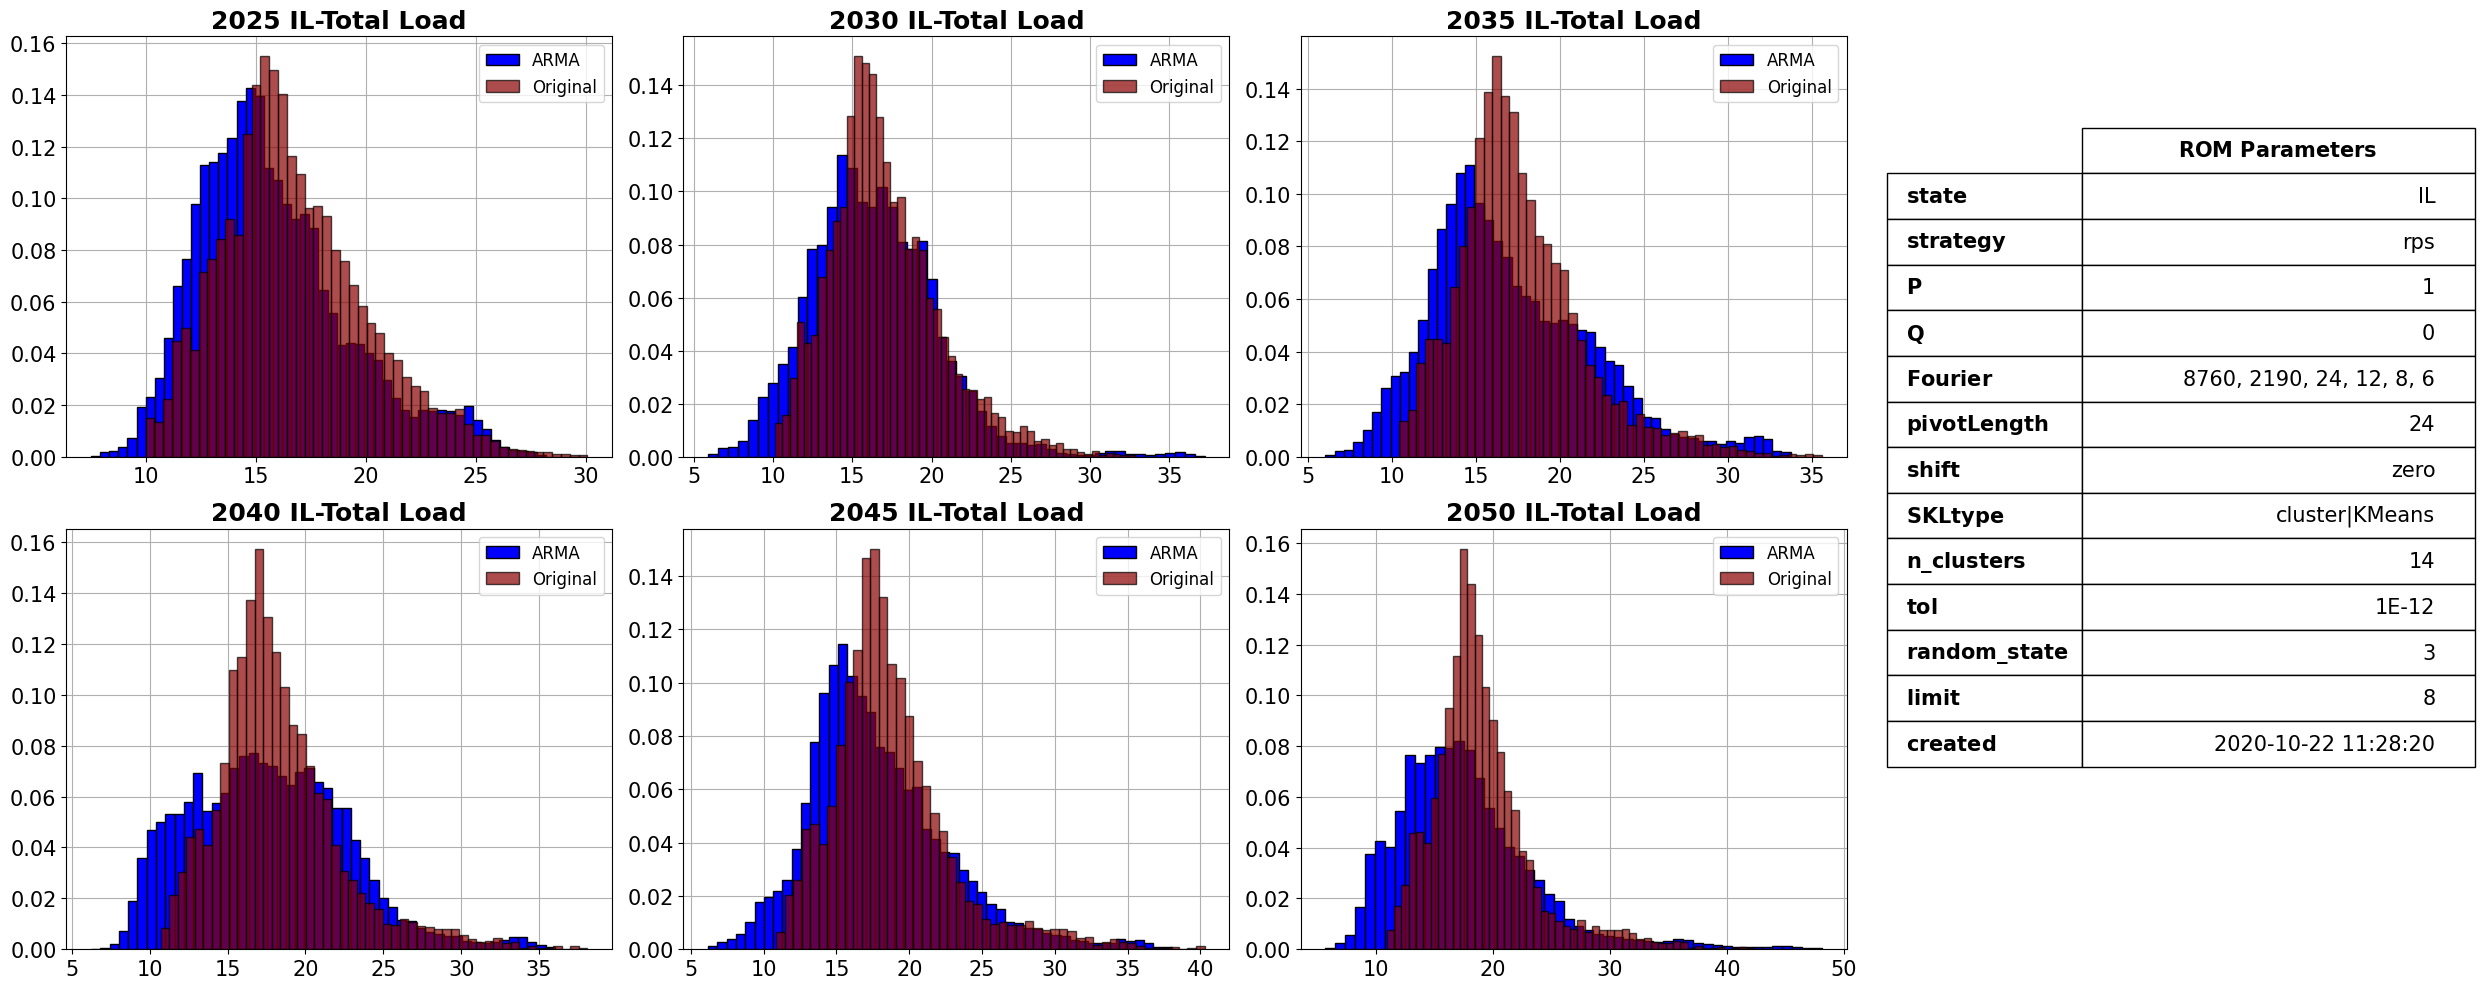 2025 IL-Total Load
0.16
0.14
0.12
0.10
0.08
0.06
0.04
0.02
0.00
10 15 20 25 30
ARMA
Original
2030 IL-Total Load
0.14
0.12
0.10
0.08
0.06
0.04
0.02
0.00
5 10 15 20 25 30 35
ARMA
Original
2035 IL-Total Load
0.14
0.12
0.10
0.08
0.06
0.04
0.02
0.00
5 10 15 20 25 30 35
ARMA
Original
2040 IL-Total Load
0.16
0.14
0.12
0.10
0.08
0.06
0.04
0.02
0.00
5 10 15 20 25 30 35
ARMA
Original
2045 IL-Total Load
0.14
0.12
0.10
0.08
0.06
0.04
0.02
0.00
5 10 15 20 25 30 35 40
ARMA
Original
2050 IL-Total Load
0.16
0.14
0.12
0.10
0.08
0.06
0.04
0.02
0.00
10 20 30 40 50
ARMA
Original
ROM Parameters
state IL
strategy rps
P 1
Q 0
Fourier 8760, 2190, 24, 12, 8, 6
pivotLength 24
shift zero
SKLtype cluster|KMeans
n_clusters 14
tol 1E-12
random_state 3
limit 8
created 2020-10-22 11:28:20